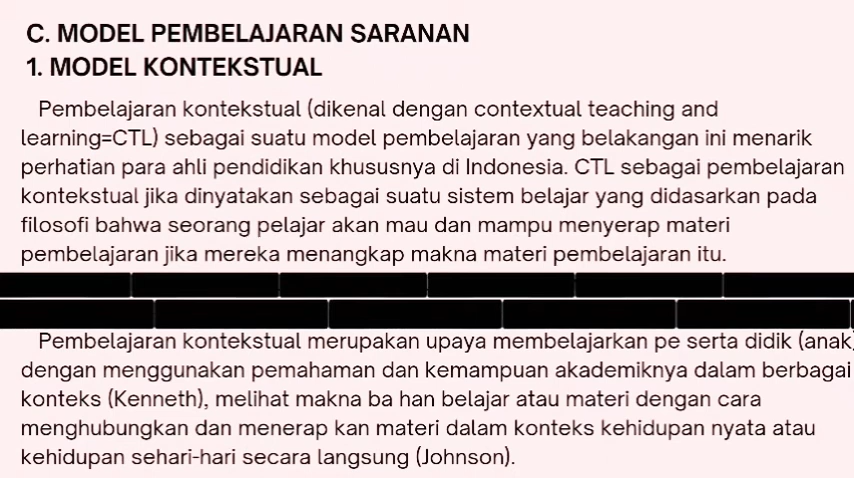 C. MODEL PEMBELAJARAN SARANAN
1. MODEL KONTEKSTUAL
Pembelajaran kontekstual (dikenal dengan contextual teaching and
learning=CTL) sebagai suatu model pembelajaran yang belakangan ini menarik
perhatian para ahli pendidikan khususnya di Indonesia. CTL sebagai pembelajaran
kontekstual jika dinyatakan sebagai suatu sistem belajar yang didasarkan pada
filosofi bahwa seorang pelajar akan mau dan mampu menyerap materi
pembelajaran jika mereka menangkap makna materi pembelajaran itu.
Pembelajaran kontekstual merupakan upaya membelajarkan pe serta didik (anak)
dengan menggunakan pemahaman dan kemampuan akademiknya dalam berbagai
konteks (Kenneth), melihat makna ba han belajar atau materi dengan cara
menghubungkan dan menerap kan materi dalam konteks kehidupan nyata atau
kehidupan sehari-hari secara langsung (Johnson).